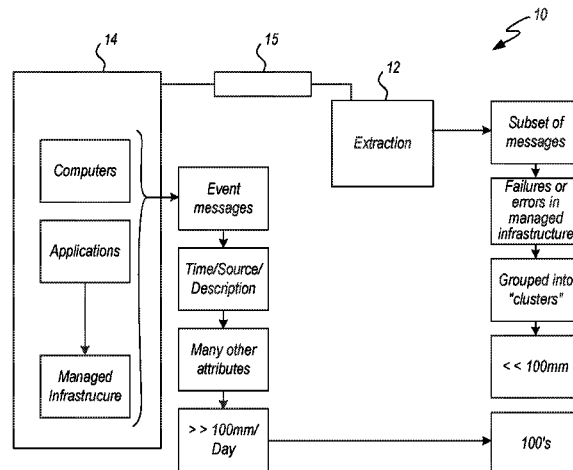 10
14
15
12
Computers
Applications
Managed
Infrastrucure
Event
messages
Time/Source/
Description
Many other
attributes
> > 100mm/
Day
Extraction
Subset of
messages
Failures or
errors in
managed
infrastructure
Grouped into
"clusters"
< < 100mm
100's